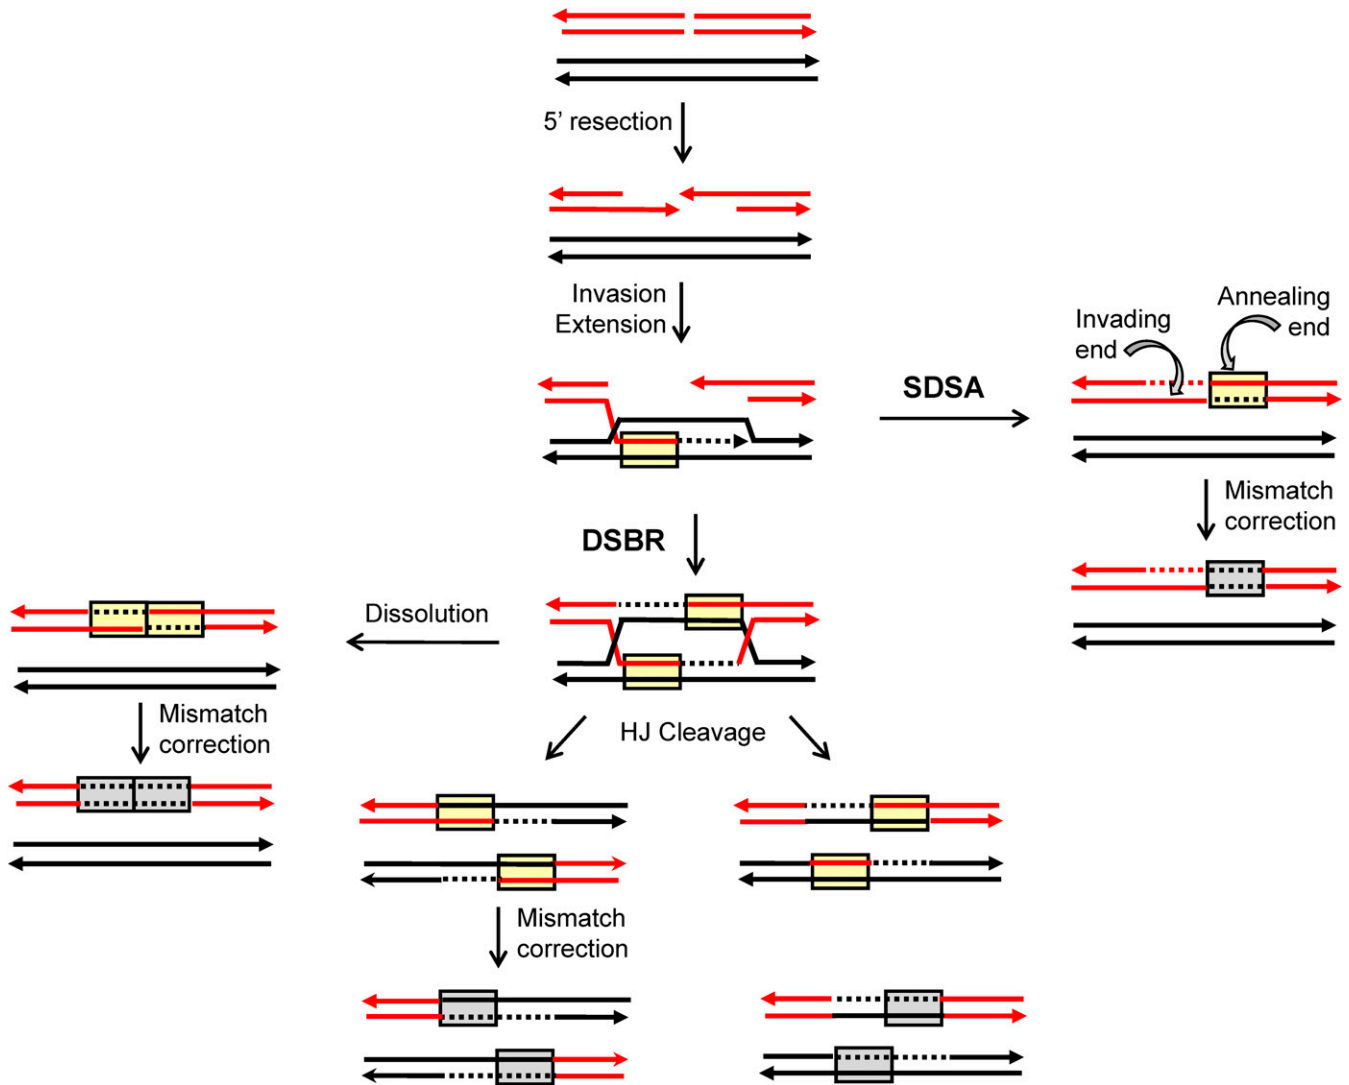 5' resection
Invasion
Extension
Invading
end
Annealing
end
SDSA
Mismatch
correction
DSBR
Dissolution
Mismatch
correction
HJ Cleavage
Mismatch
correction